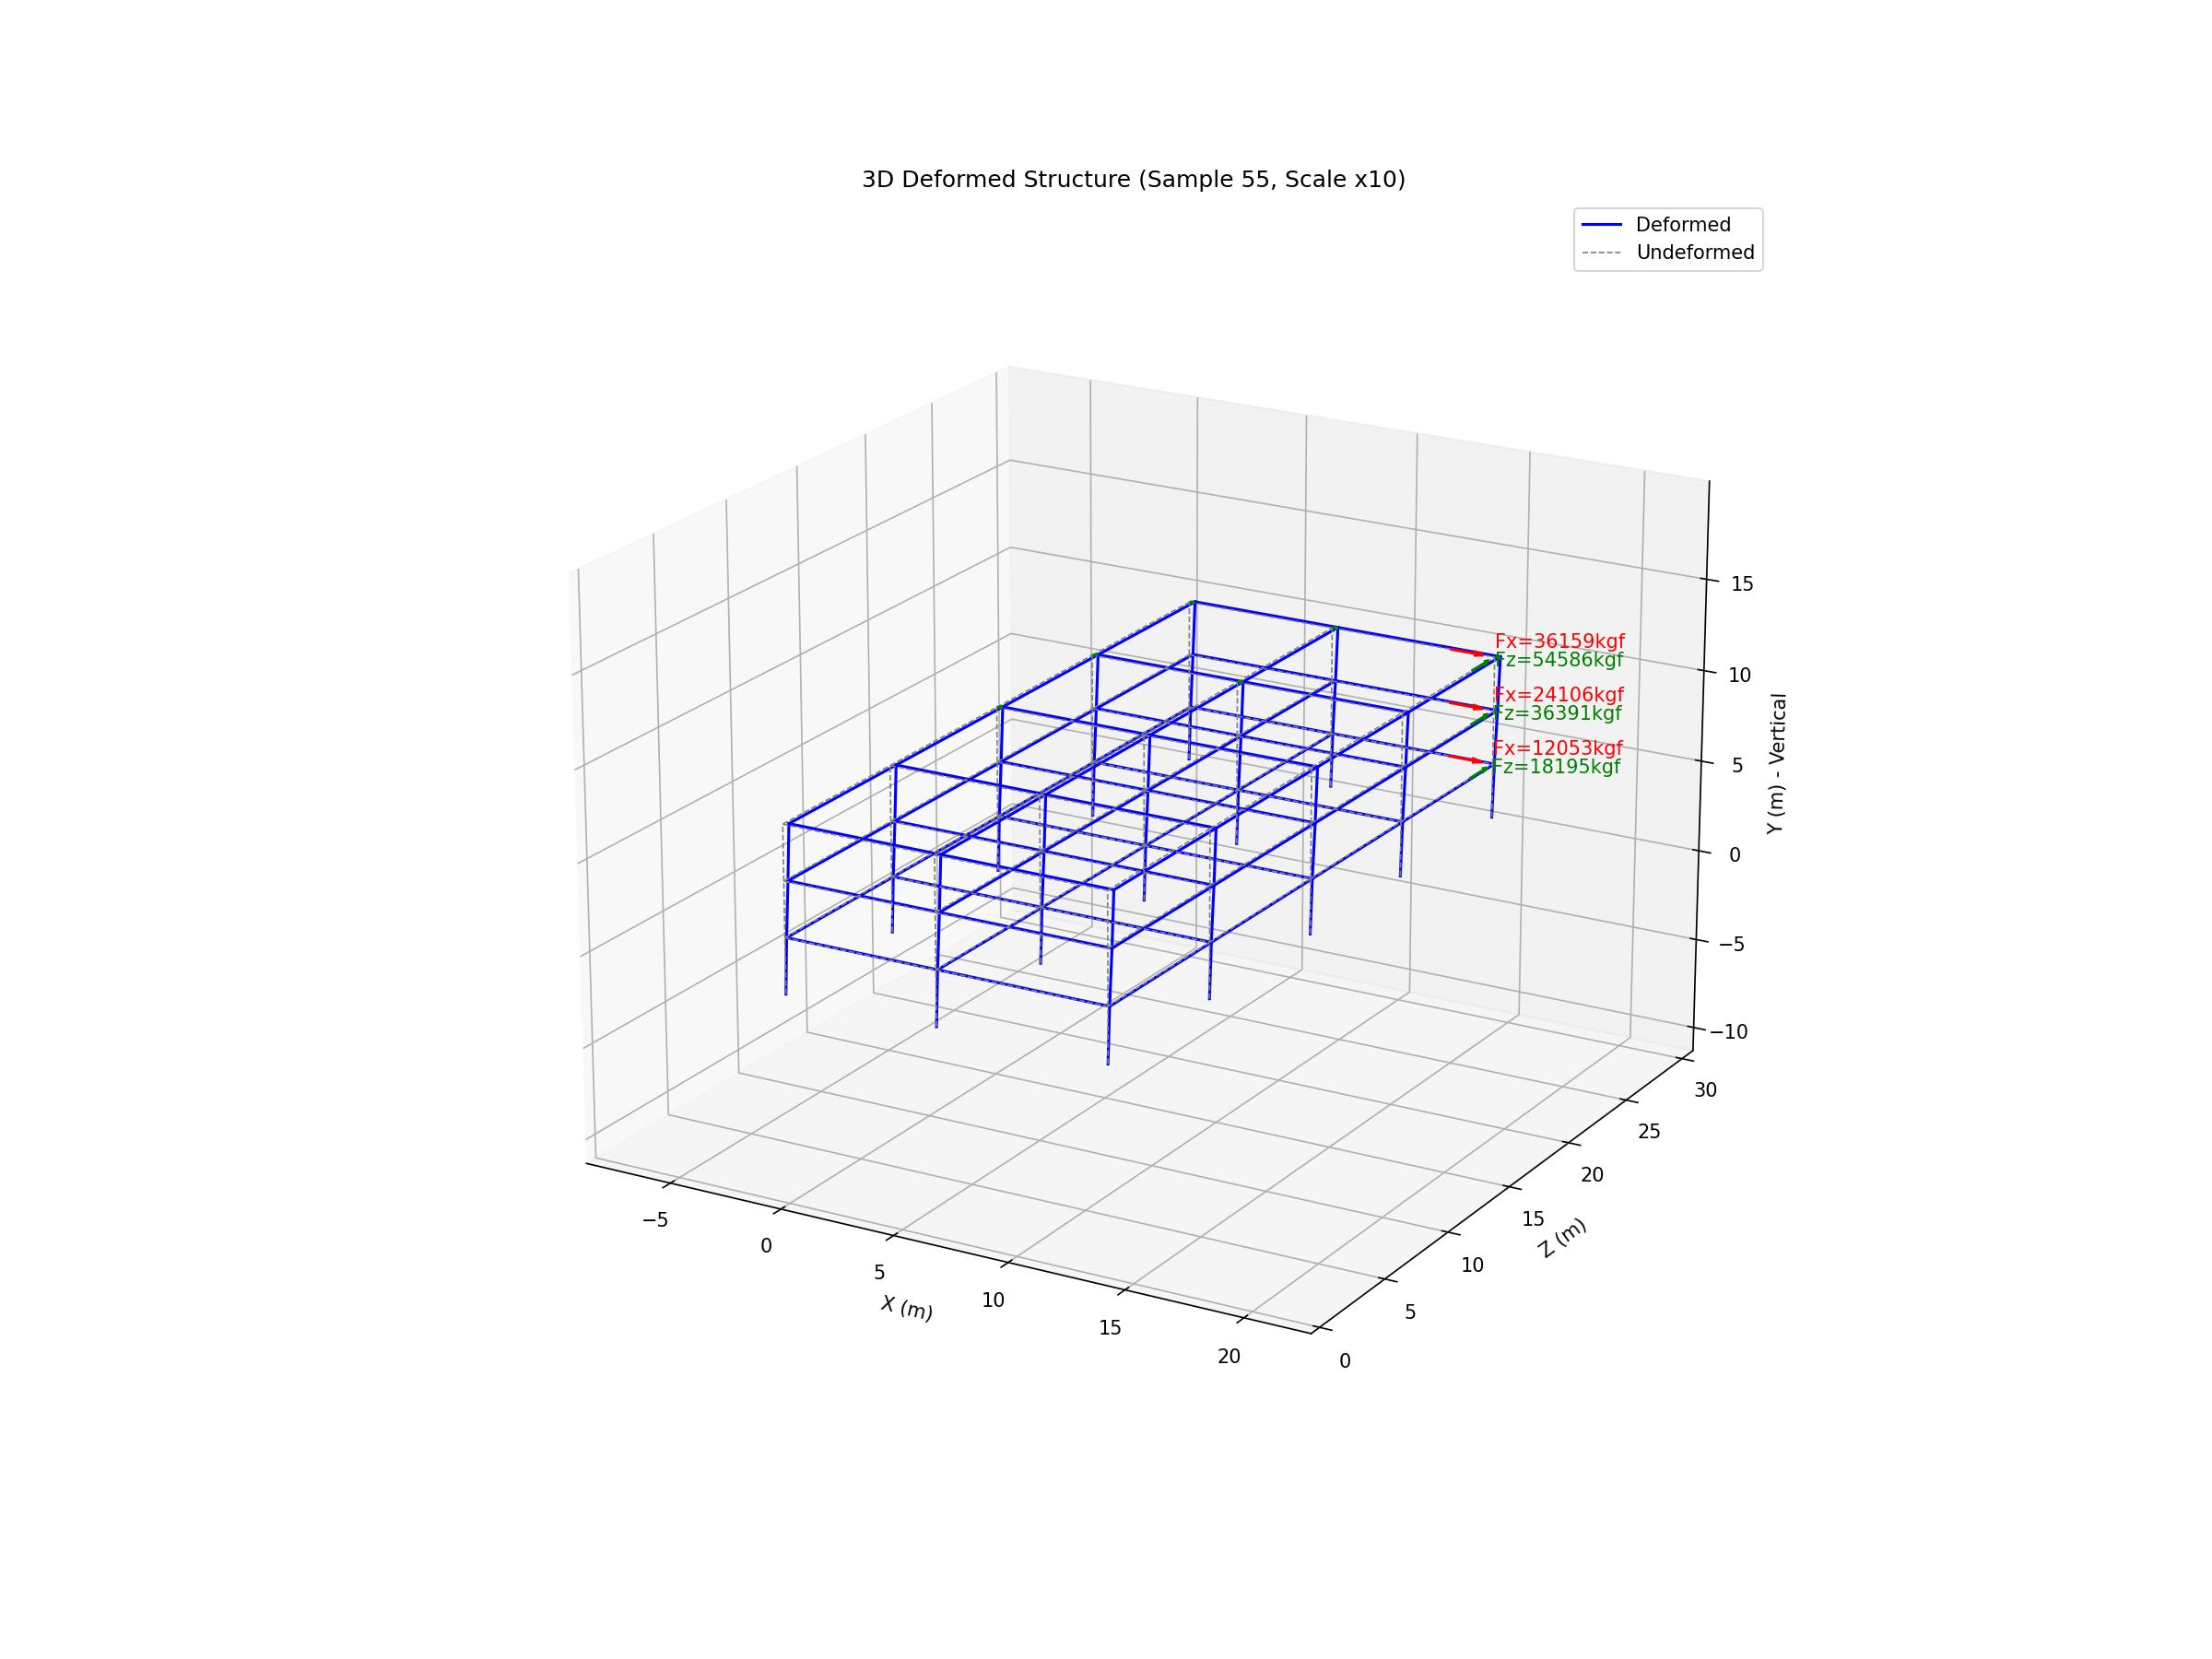 3D Deformed Structure (Sample 55, Scale x10)
Deformed
Undeformed
Fx=36159kgf
Fz=54586kgf
Fx=24106kgf
Fz=36391kgf
Fx=12053kgf
Fz=18195kgf
15
10
5
0
−5
−10
Y (m) - Vertical
30
25
20
15
10
5
0
Z (m)
−5
0
5
10
15
20
X (m)